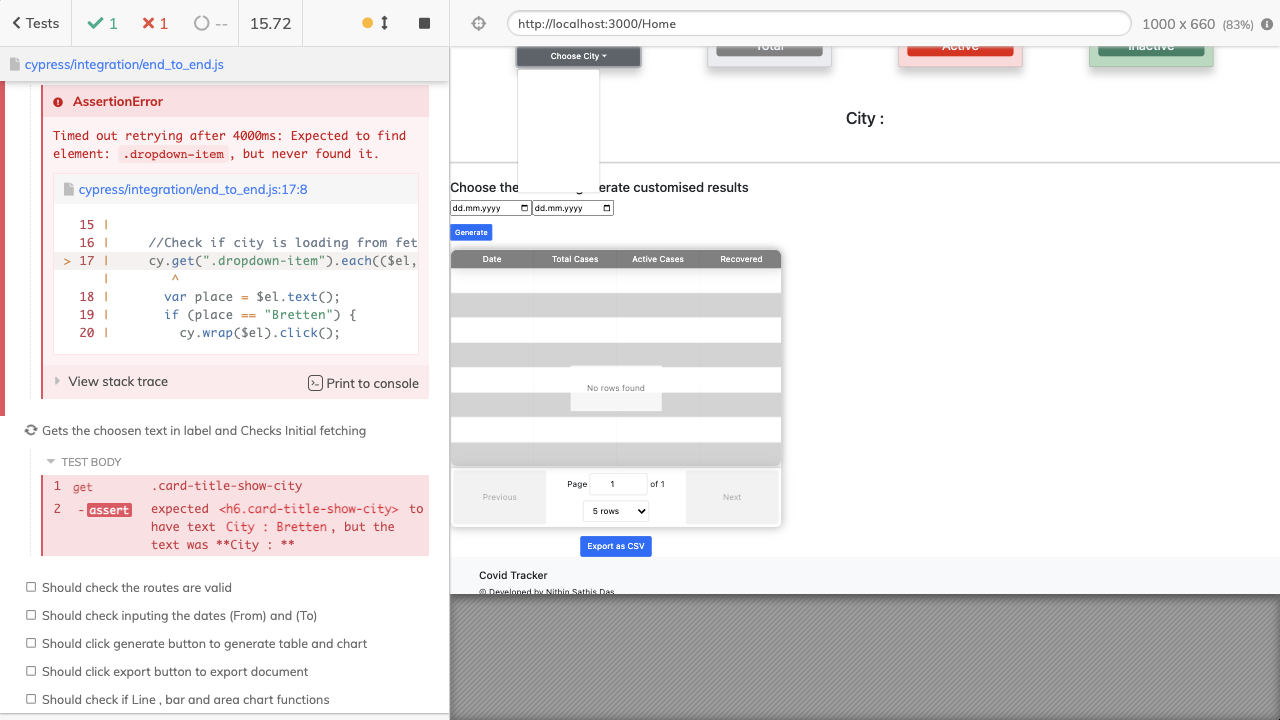 Tests
1
1
--
15.72
http://localhost:3000/Home
1000 x 660 (83%)
cypress/integration/end_to_end.js
AssertionError
Timed out retrying after 4000ms: Expected to find
element: .dropdown-item, but never found it.
cypress/integration/end_to_end.js:17:8
15 |
16 | //Check if city is loading from fet
> 17 | cy.get(".dropdown-item").each(($el,
| ^
18 | var place = $el.text();
19 | if (place == "Bretten") {
20 | cy.wrap($el).click();
View stack trace
Print to console
Gets the choosen text in label and Checks Initial fetching
TEST BODY
1 get .card-title-show-city
2 -assert expected <h6.card-title-show-city> to
have text City : Bretten, but the
text was **City : **
Should check the routes are valid
Should check inputing the dates (From) and (To)
Should click generate button to generate table and chart
Should click export button to export document
Should check if Line , bar and area chart functions
Choose City
Total
Active
Inactive
City :
Choose the erate customised results
dd.mm.yyyy dd.mm.yyyy
Generate
Date Total Cases Active Cases Recovered
No rows found
Previous
Page 1 of 1
5 rows
Next
Export as CSV
Covid Tracker
© Developed by Nithin Sathis Das